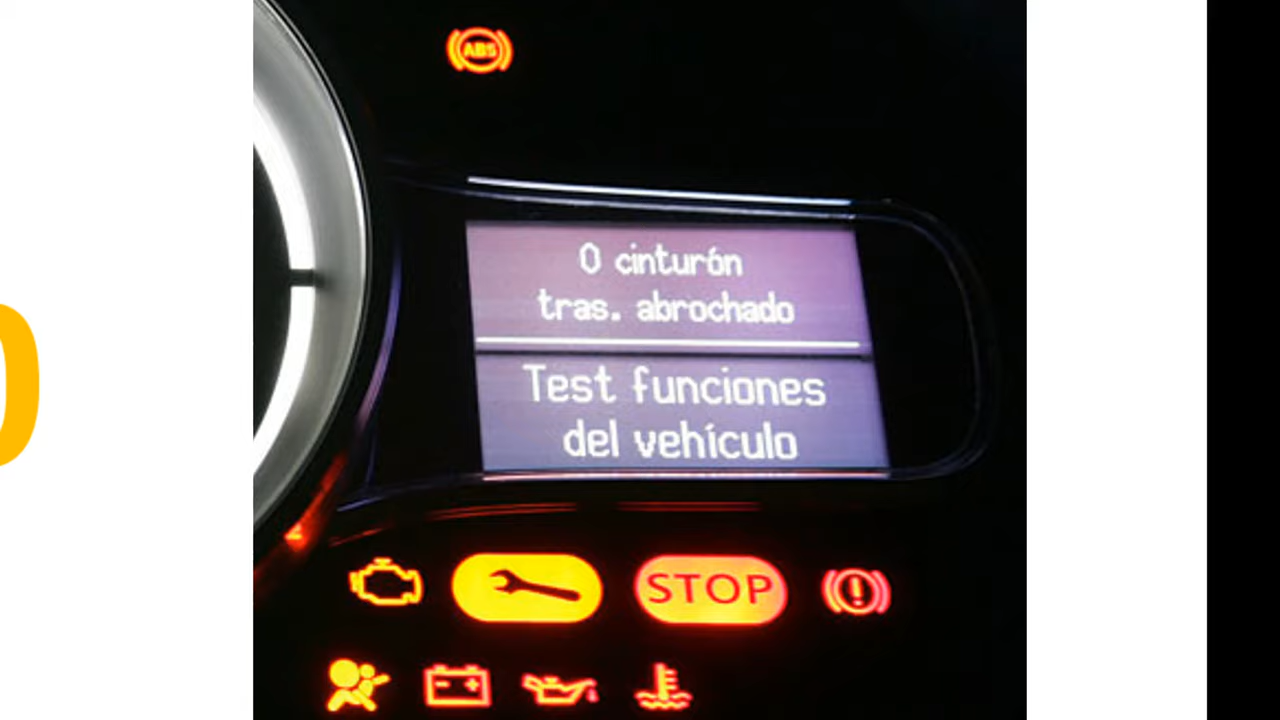 ABS
0 cinturón
tras. abrochado
Test funciones
del vehículo
STOP